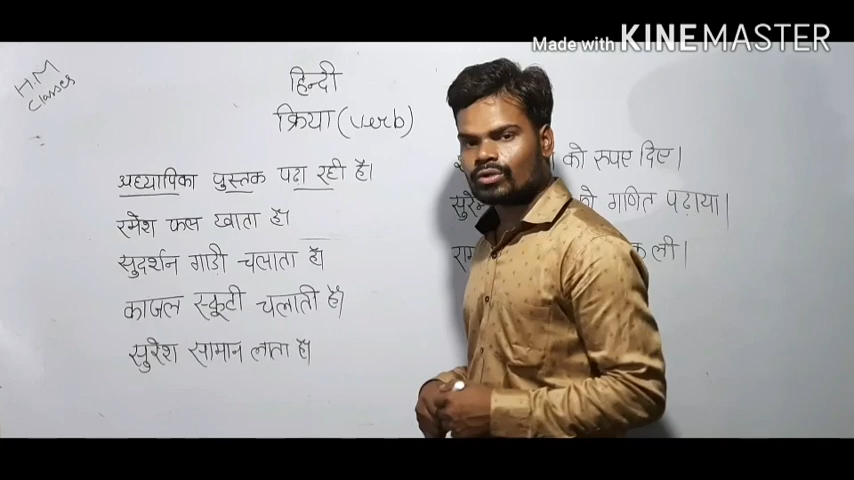 Made with KINEMASTER
HM
Classes
हिन्दी
क्रिया (verb)
अध्यापिका पुस्तक पढ़ा रही है।
रमेश फल खाता है।
सुदर्शन गाड़ी चलाता है।
काजल स्कूटी चलाती है।
सुरेश सामान लाता है।
को रुपए दिए।
गणित पढ़ाया।
ली।